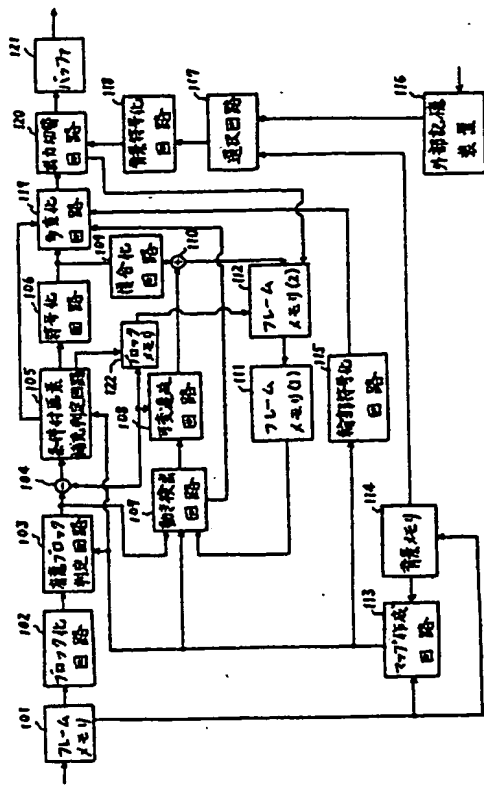 101
フレーム
メモリ
102
ブロック化
回路
103
有意ブロック
判定回路
104
105
条件付画素
補充判定回路
106
符号化
回路
119
多重化
回路
120
出力切替
回路
121
バッファ
122
ブロック
メモリ
109
復号化
回路
110
118
背景符号化
回路
107
動き検出
回路
108
可変遅延
回路
112
フレーム
メモリ(2)
111
フレーム
メモリ(1)
117
選択回路
115
輪郭符号化
回路
113
マップ作成
回路
114
背景メモリ
116
外部記憶
装置